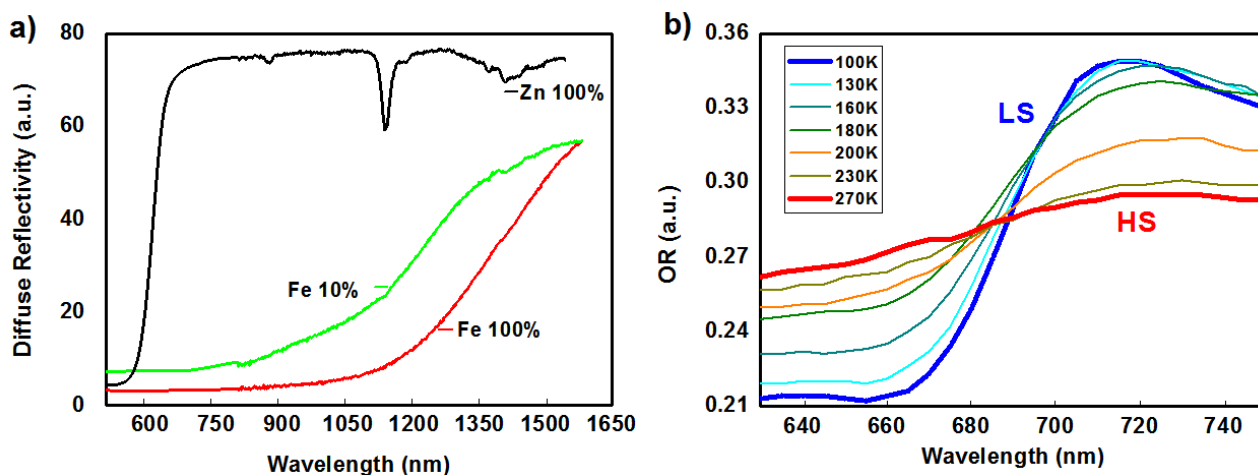 a)
80
60
40
20
0
Diffuse Reflectivity (a.u.)
Zn 100%
Fe 10%
Fe 100%
600 750 900 1050 1200 1350 1500 1650
Wavelength (nm)
b)
0.36
0.33
0.30
0.27
0.24
0.21
OR (a.u.)
100K
130K
160K
180K
200K
230K
270K
LS
HS
640 660 680 700 720 740
Wavelength (nm)